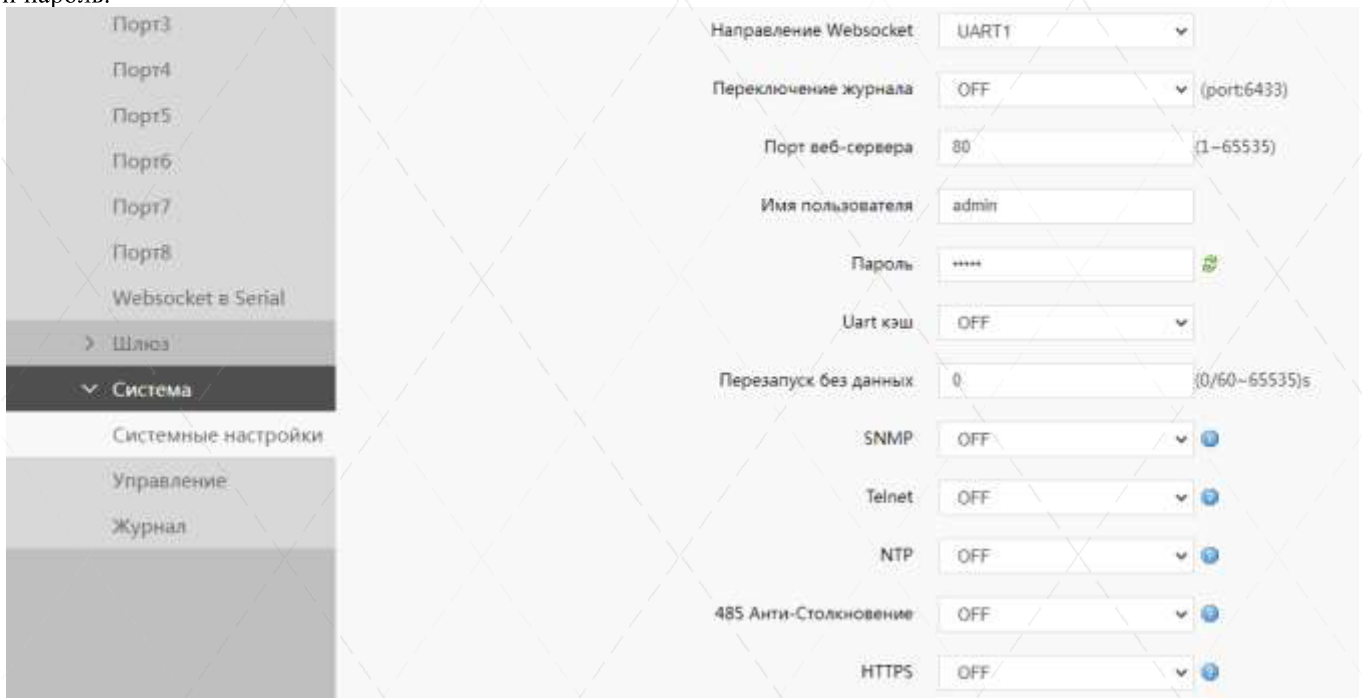 и пароль.
Порт3
Порт4
Порт5
Порт6
Порт7
Порт8
Websocket в Serial
Шлюз
Система
Системные настройки
Управление
Журнал
Направление Websocket UART1
Переключение журнала OFF (port:6433)
Порт веб-сервера 80 (1~65535)
Имя пользователя admin
Пароль •••••
Uart кэш OFF
Перезапуск без данных 0 (0/60~65535)s
SNMP OFF
Telnet OFF
NTP OFF
485 Анти-Столкновение OFF
HTTPS OFF